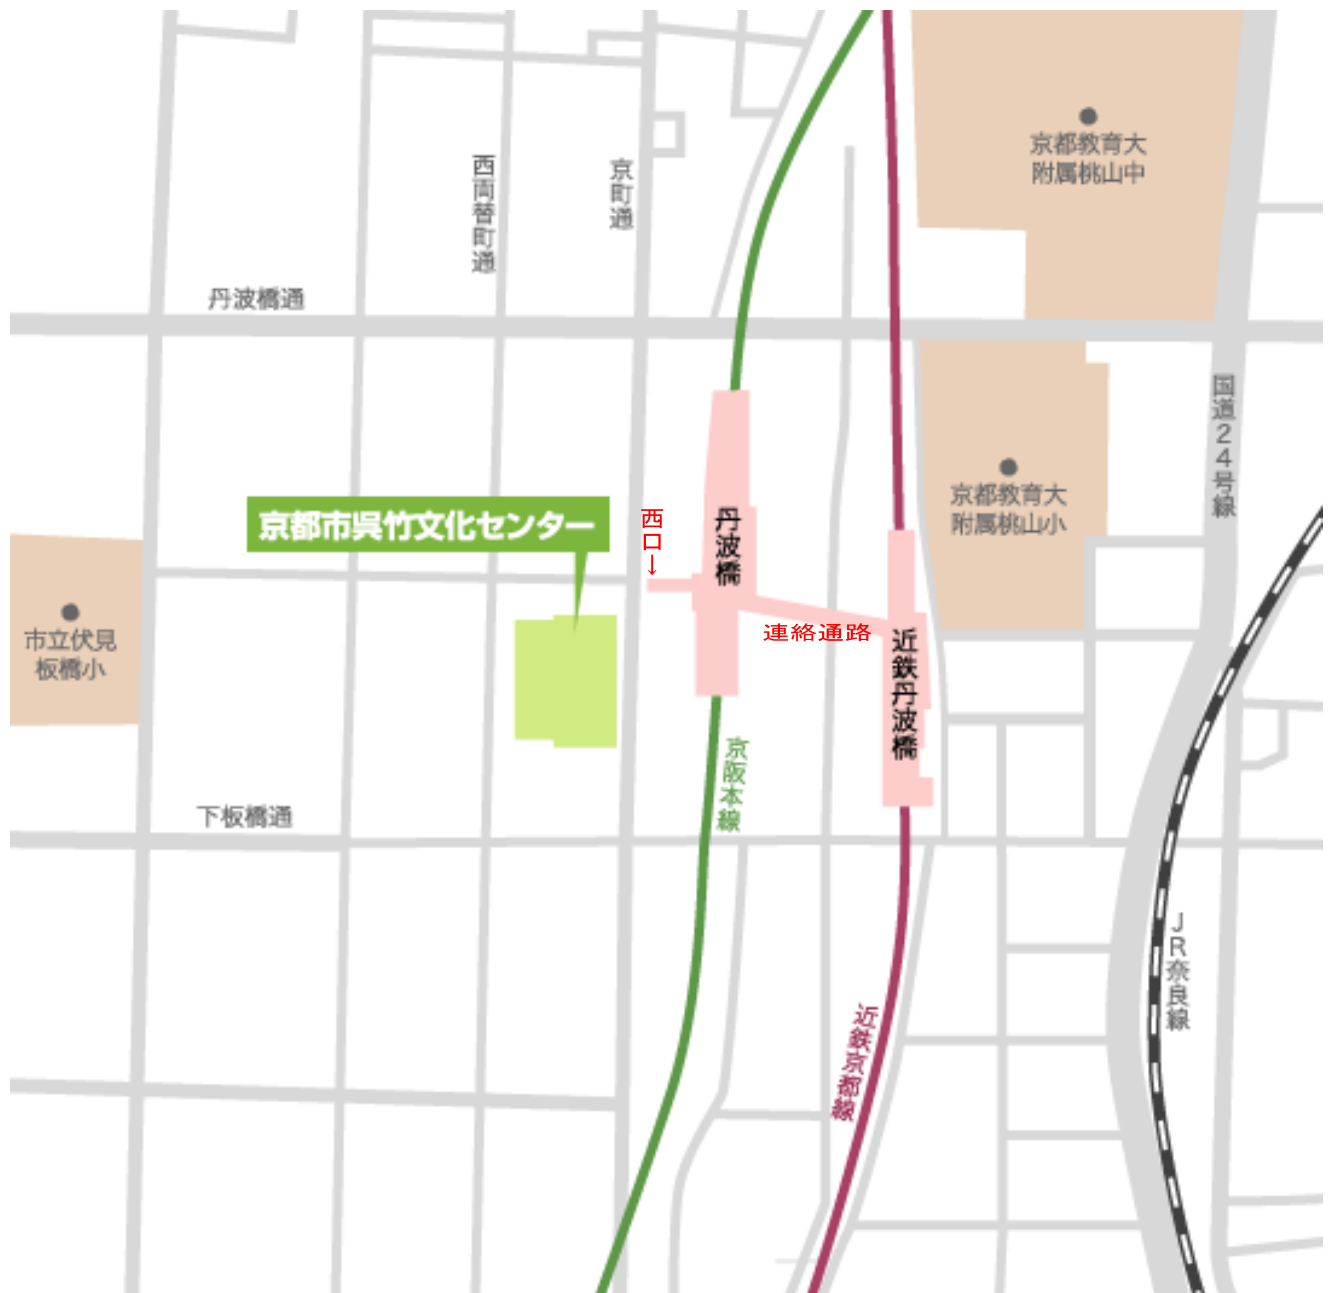 京都教育大
附属桃山中
西両替町通
京町通
丹波橋通
国道24号線
京都教育大
附属桃山小
京都市呉竹文化センター
西口↓
丹波橋
連絡通路
近鉄丹波橋
市立伏見
板橋小
京阪本線
下板橋通
JR奈良線
近鉄京都線